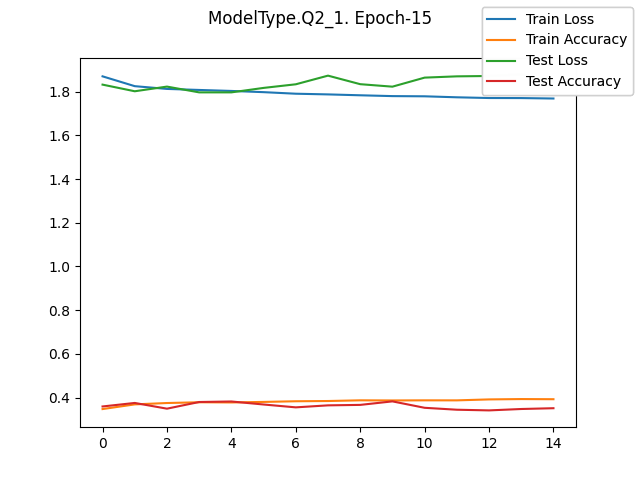 ModelType.Q2_1. Epoch-15
Train Loss
Train Accuracy
Test Loss
Test Accuracy
1.8
1.6
1.4
1.2
1.0
0.8
0.6
0.4
0 2 4 6 8 10 12 14